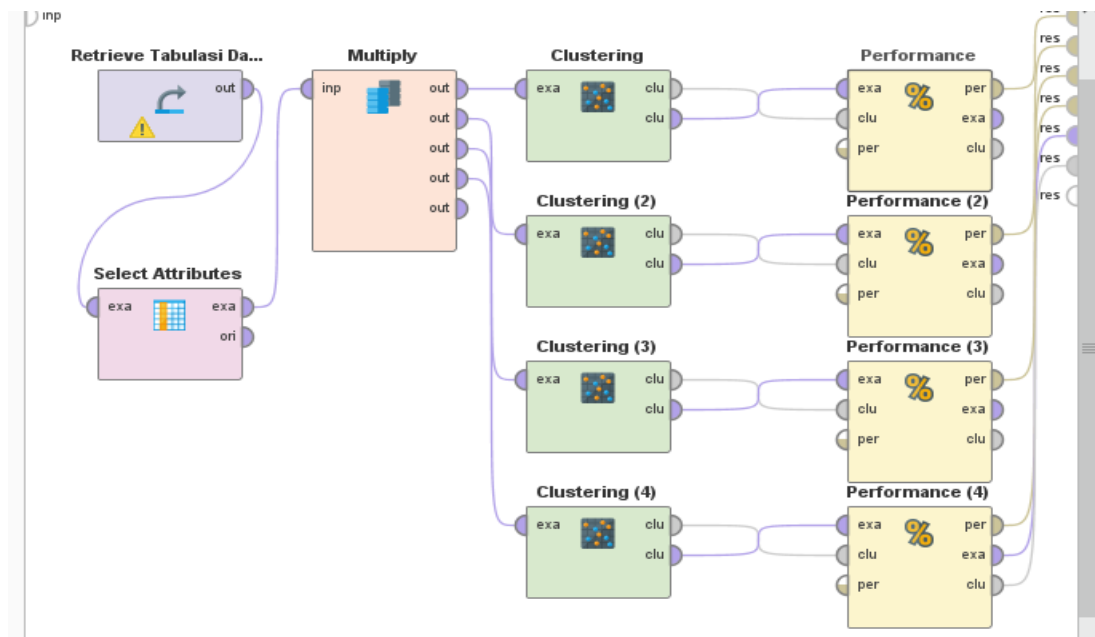 inp
res
Retrieve Tabulasi Da...
out
Multiply
inp
out
out
out
out
out
Clustering
exa
clu
clu
Performance
exa
per
clu
exa
per
clu
res
res
res
res
res
res
Select Attributes
exa
exa
ori
Clustering (2)
exa
clu
clu
Performance (2)
exa
per
clu
exa
per
clu
Clustering (3)
exa
clu
clu
Performance (3)
exa
per
clu
exa
per
clu
Clustering (4)
exa
clu
clu
Performance (4)
exa
per
clu
exa
per
clu